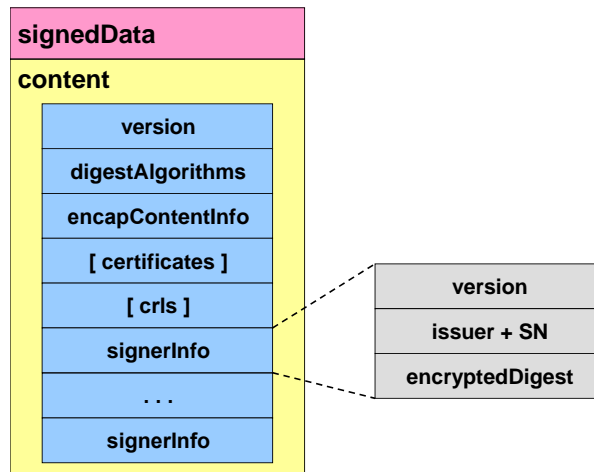 signedData
content
version
digestAlgorithms
encapContentInfo
[ certificates ]
[ crls ]
signerInfo
. . .
signerInfo
version
issuer + SN
encryptedDigest